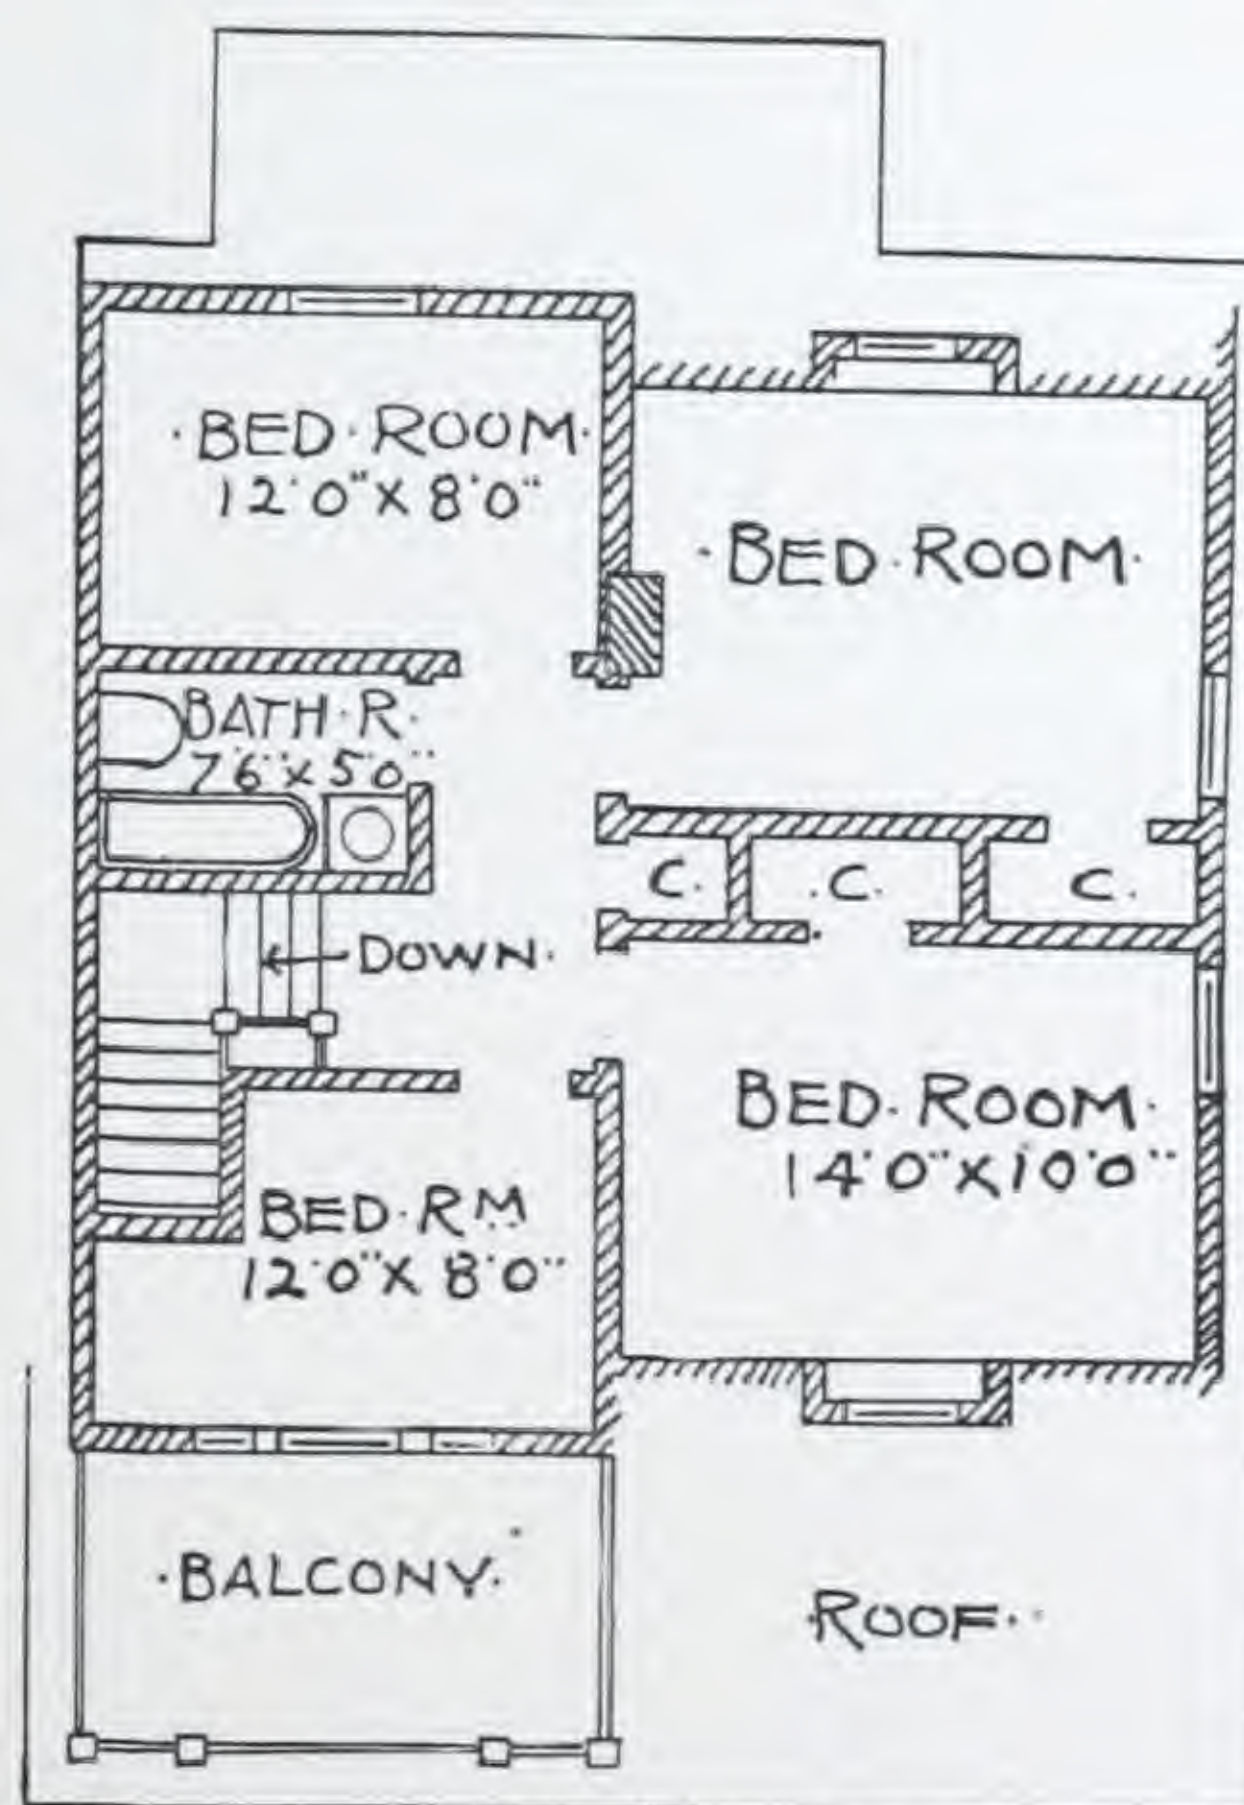 ·BED·ROOM·
12'0"X 8'0"
·BED·ROOM·
BATH·R.
7'6"x5'0"
C.
.C.
C.
DOWN.
BED·ROOM·
14'0"X10'0"
BED·RM
12'0"X 8'0"
·BALCONY·
·ROOF·